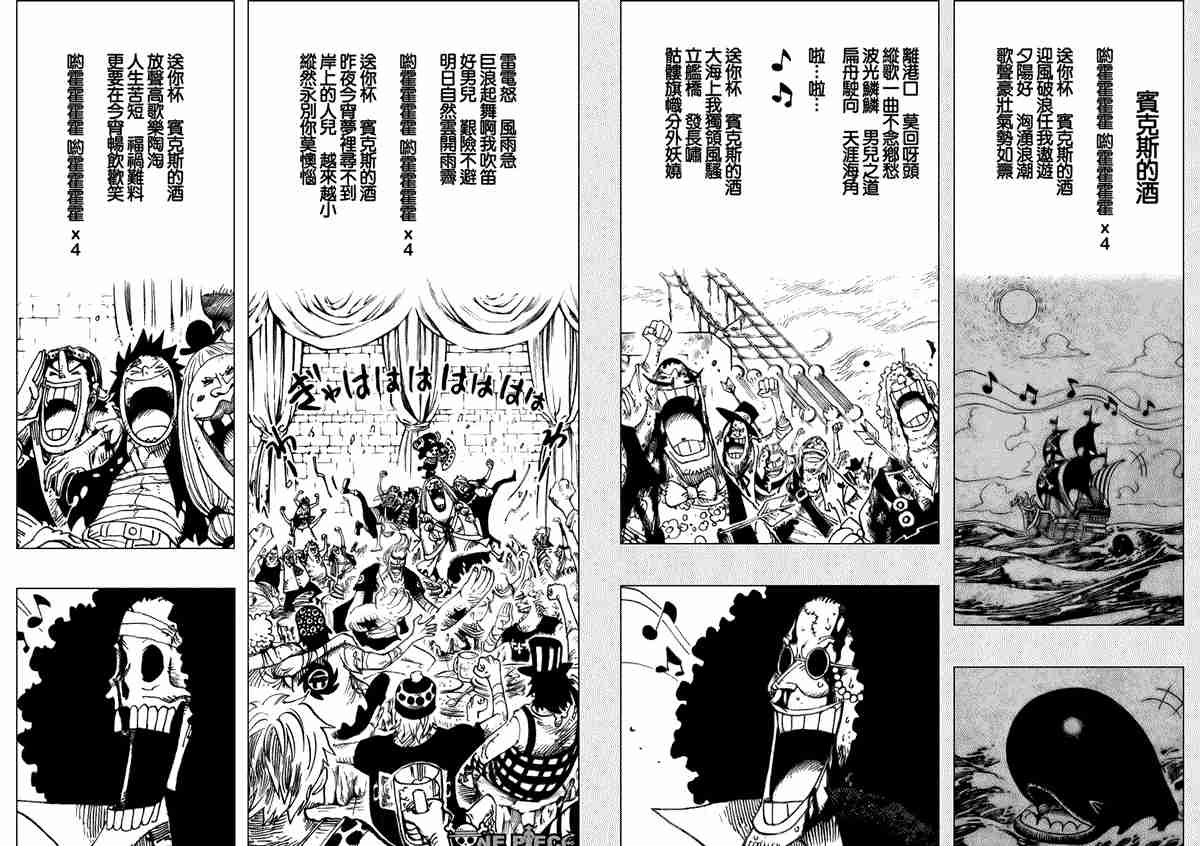 賓克斯的酒
喲霍霍霍霍 喲霍霍霍霍 x4
送你杯 賓克斯的酒
迎風破浪任我遨遊
夕陽好 洶湧浪潮
歌聲豪壯氣勢如熏
離港口 莫回呀頭
縱歌一曲不念鄉愁
波光鱗鱗 男兒之道
扁舟駛向 天涯海角
啦…啦…
送你杯 賓克斯的酒
大海上我獨領風騷
立艦橋 發長嘯
骷髏旗幟分外妖嬈
雷電怒 風雨急
巨浪起舞啊我吹笛
好男兒 艱險不避
明日自然雲開雨霽
喲霍霍霍霍 喲霍霍霍霍 x4
送你杯 賓克斯的酒
昨夜今宵夢裡尋不到
岸上的人兒 越來越小
縱然永別你莫懊惱
ぎゃはははははははは
わ
わ
ONE PIECE
送你杯 賓克斯的酒
放聲高歌樂陶淘
人生苦短 福禍難料
更要在今宵暢飲歡笑
喲霍霍霍霍 喲霍霍霍霍 x4